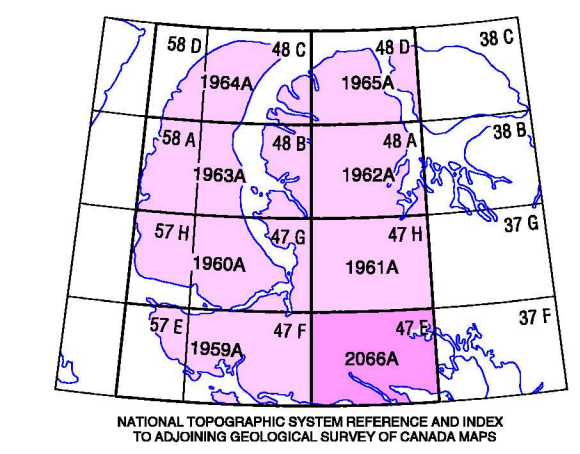 58 D 48 C 48 D 38 C
1964A 1965A
58 A 48 B 48 A 38 B
1963A 1962A
57 H 47 G 47 H 37 G
1960A 1961A
57 E 47 F 47 E 37 F
1959A 2066A
NATIONAL TOPOGRAPHIC SYSTEM REFERENCE AND INDEX
TO ADJOINING GEOLOGICAL SURVEY OF CANADA MAPS